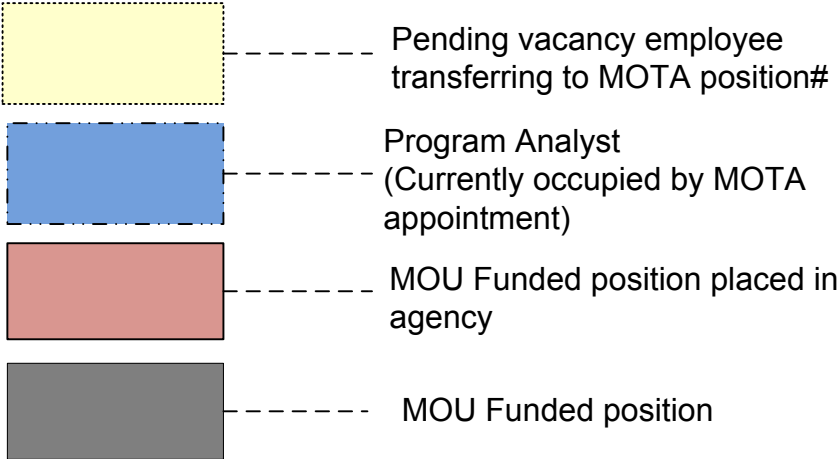 Pending vacancy employee
transferring to MOTA position#
Program Analyst
(Currently occupied by MOTA
appointment)
MOU Funded position placed in
agency
MOU Funded position